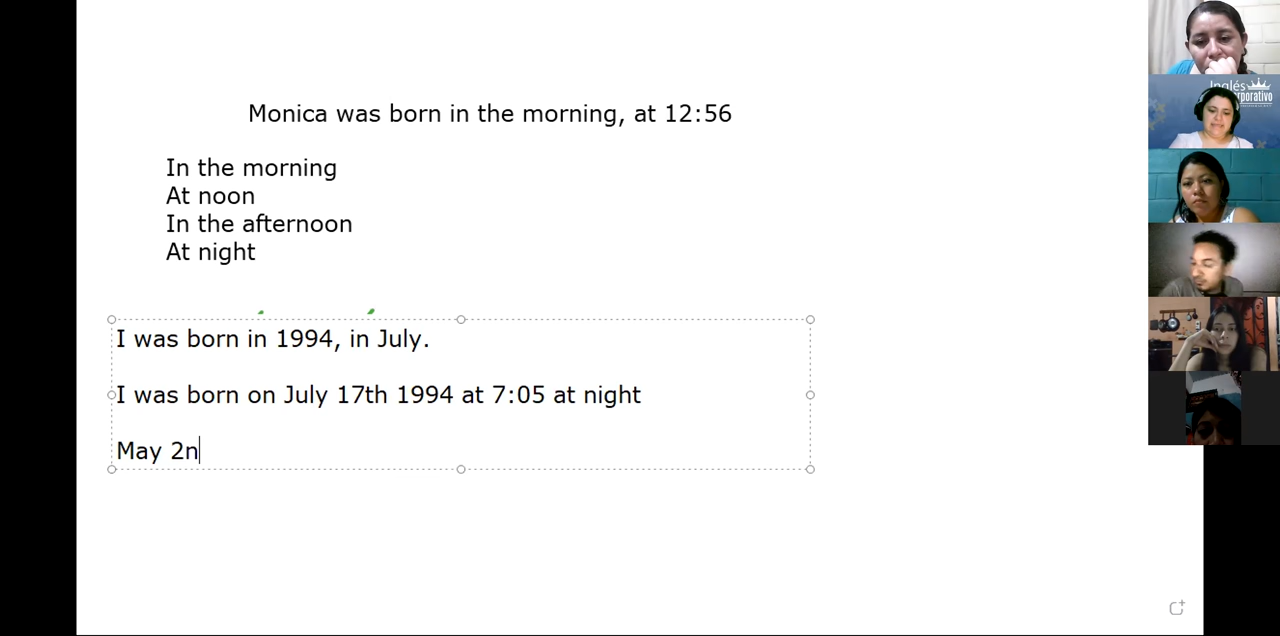 Monica was born in the morning, at 12:56
In the morning
At noon
In the afternoon
At night
I was born in 1994, in July.
I was born on July 17th 1994 at 7:05 at night
May 2n
Inglés